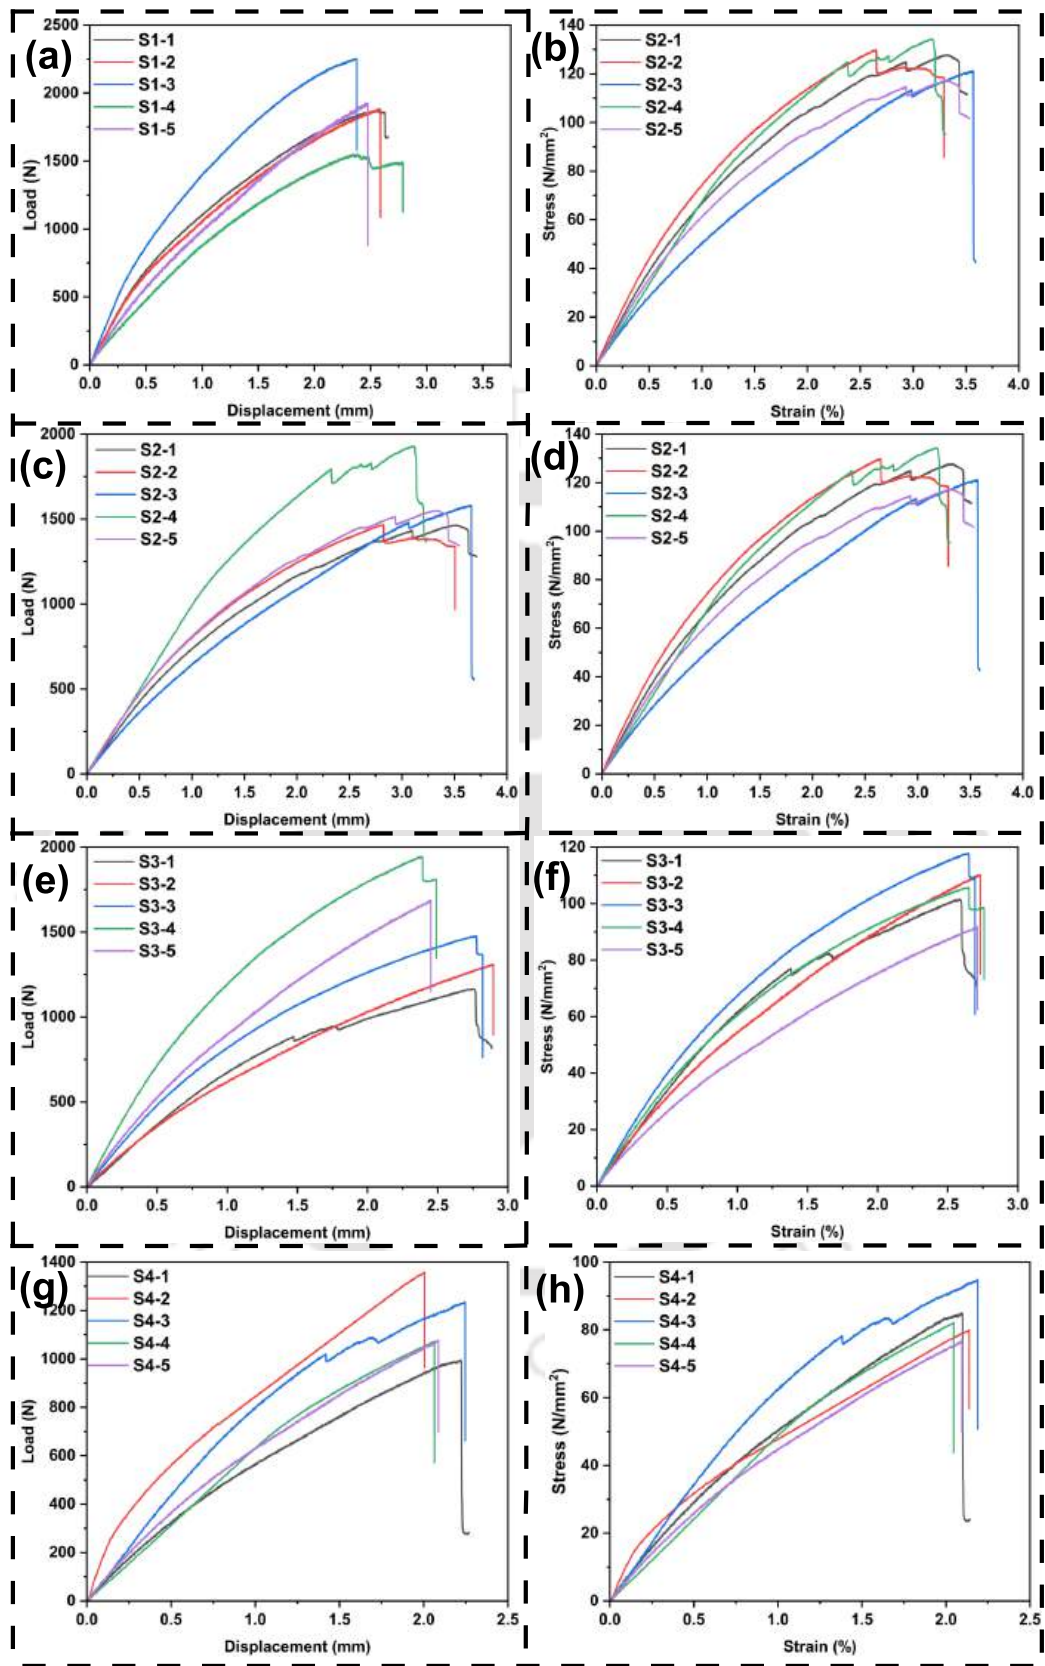 (a)
S1-1
S1-2
S1-3
S1-4
S1-5
2500
2000
1500
1000
500
0
Load (N)
0.0 0.5 1.0 1.5 2.0 2.5 3.0 3.5
Displacement (mm)
(b)
S2-1
S2-2
S2-3
S2-4
S2-5
140
120
100
80
60
40
20
0
Stress (N/mm²)
0.0 0.5 1.0 1.5 2.0 2.5 3.0 3.5 4.0
Strain (%)
(c)
S2-1
S2-2
S2-3
S2-4
S2-5
2000
1500
1000
500
0
Load (N)
0.0 0.5 1.0 1.5 2.0 2.5 3.0 3.5 4.0
Displacement (mm)
(d)
S2-1
S2-2
S2-3
S2-4
S2-5
140
120
100
80
60
40
20
0
Stress (N/mm²)
0.0 0.5 1.0 1.5 2.0 2.5 3.0 3.5 4.0
Strain (%)
(e)
S3-1
S3-2
S3-3
S3-4
S3-5
2000
1500
1000
500
0
Load (N)
0.0 0.5 1.0 1.5 2.0 2.5 3.0
Displacement (mm)
(f)
S3-1
S3-2
S3-3
S3-4
S3-5
120
100
80
60
40
20
0
Stress (N/mm²)
0.0 0.5 1.0 1.5 2.0 2.5 3.0
Strain (%)
(g)
S4-1
S4-2
S4-3
S4-4
S4-5
1400
1200
1000
800
600
400
200
0
Load (N)
0.0 0.5 1.0 1.5 2.0 2.5
Displacement (mm)
(h)
S4-1
S4-2
S4-3
S4-4
S4-5
100
80
60
40
20
0
Stress (N/mm²)
0.0 0.5 1.0 1.5 2.0 2.5
Strain (%)